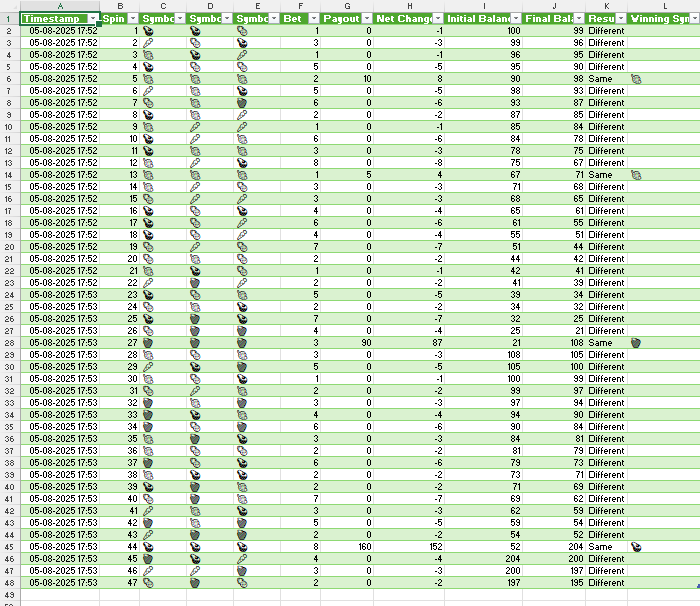 A B C D E F G H I J K L
1 Timestamp Spin Symbc Symbc Symbc Bet Payout Net Chang Initial Balanc Final Bala Resu Winning Syn
2 05-08-2025 17:52 1 1 0 -1 100 99 Different
3 05-08-2025 17:52 2 3 0 -3 99 96 Different
4 05-08-2025 17:52 3 1 0 -1 96 95 Different
5 05-08-2025 17:52 4 5 0 -5 95 90 Different
6 05-08-2025 17:52 5 2 10 8 90 98 Same
7 05-08-2025 17:52 6 5 0 -5 98 93 Different
8 05-08-2025 17:52 7 6 0 -6 93 87 Different
9 05-08-2025 17:52 8 2 0 -2 87 85 Different
10 05-08-2025 17:52 9 1 0 -1 85 84 Different
11 05-08-2025 17:52 10 6 0 -6 84 78 Different
12 05-08-2025 17:52 11 3 0 -3 78 75 Different
13 05-08-2025 17:52 12 8 0 -8 75 67 Different
14 05-08-2025 17:52 13 1 5 4 67 71 Same
15 05-08-2025 17:52 14 3 0 -3 71 68 Different
16 05-08-2025 17:52 15 3 0 -3 68 65 Different
17 05-08-2025 17:52 16 4 0 -4 65 61 Different
18 05-08-2025 17:52 17 6 0 -6 61 55 Different
19 05-08-2025 17:52 18 4 0 -4 55 51 Different
20 05-08-2025 17:52 19 7 0 -7 51 44 Different
21 05-08-2025 17:52 20 2 0 -2 44 42 Different
22 05-08-2025 17:52 21 1 0 -1 42 41 Different
23 05-08-2025 17:53 22 2 0 -2 41 39 Different
24 05-08-2025 17:53 23 5 0 -5 39 34 Different
25 05-08-2025 17:53 24 2 0 -2 34 32 Different
26 05-08-2025 17:53 25 7 0 -7 32 25 Different
27 05-08-2025 17:53 26 4 0 -4 25 21 Different
28 05-08-2025 17:53 27 3 90 87 21 108 Same
29 05-08-2025 17:53 28 3 0 -3 108 105 Different
30 05-08-2025 17:53 29 5 0 -5 105 100 Different
31 05-08-2025 17:53 30 1 0 -1 100 99 Different
32 05-08-2025 17:53 31 2 0 -2 99 97 Different
33 05-08-2025 17:53 32 3 0 -3 97 94 Different
34 05-08-2025 17:53 33 4 0 -4 94 90 Different
35 05-08-2025 17:53 34 6 0 -6 90 84 Different
36 05-08-2025 17:53 35 3 0 -3 84 81 Different
37 05-08-2025 17:53 36 2 0 -2 81 79 Different
38 05-08-2025 17:53 37 6 0 -6 79 73 Different
39 05-08-2025 17:53 38 2 0 -2 73 71 Different
40 05-08-2025 17:53 39 2 0 -2 71 69 Different
41 05-08-2025 17:53 40 7 0 -7 69 62 Different
42 05-08-2025 17:53 41 3 0 -3 62 59 Different
43 05-08-2025 17:53 42 5 0 -5 59 54 Different
44 05-08-2025 17:53 43 2 0 -2 54 52 Different
45 05-08-2025 17:53 44 8 160 152 52 204 Same
46 05-08-2025 17:53 45 4 0 -4 204 200 Different
47 05-08-2025 17:53 46 3 0 -3 200 197 Different
48 05-08-2025 17:53 47 2 0 -2 197 195 Different
49